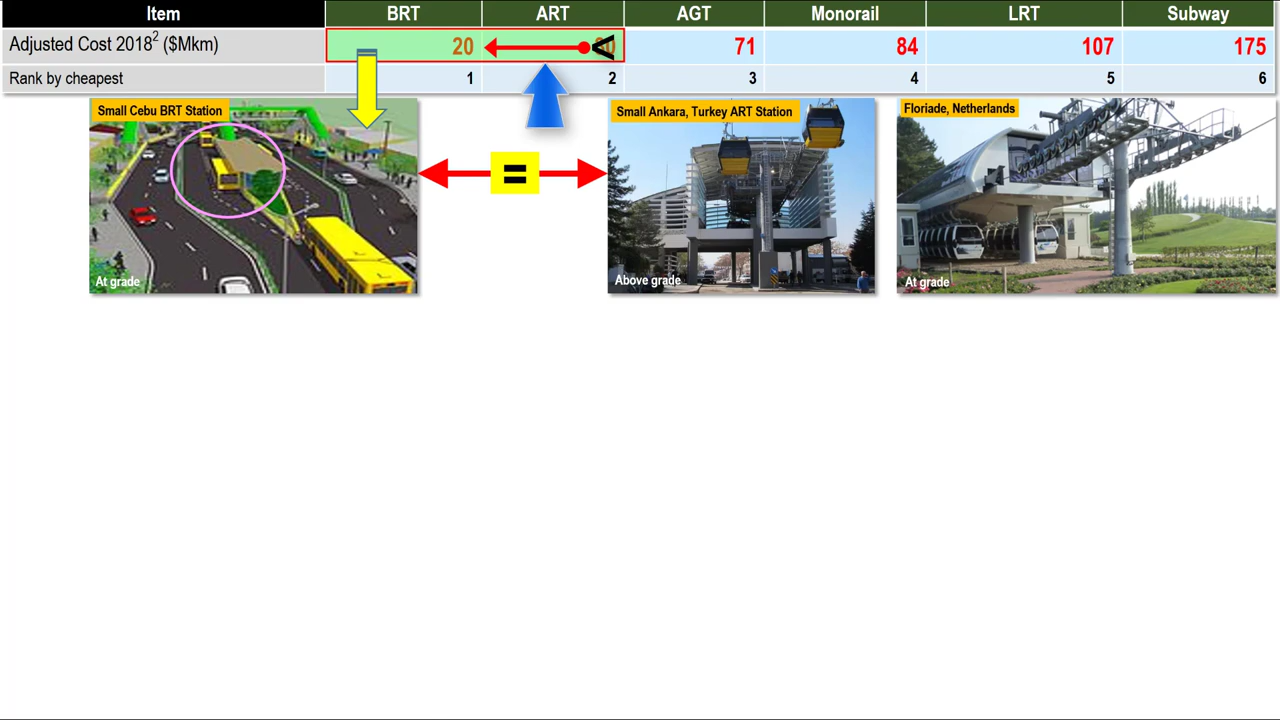 Item BRT ART AGT Monorail LRT Subway
Adjusted Cost 2018² ($Mkm) 20 < 71 84 107 175
Rank by cheapest 1 2 3 4 5 6
Small Cebu BRT Station
Small Ankara, Turkey ART Station
Floriade, Netherlands
=
At grade
Above grade
At grade